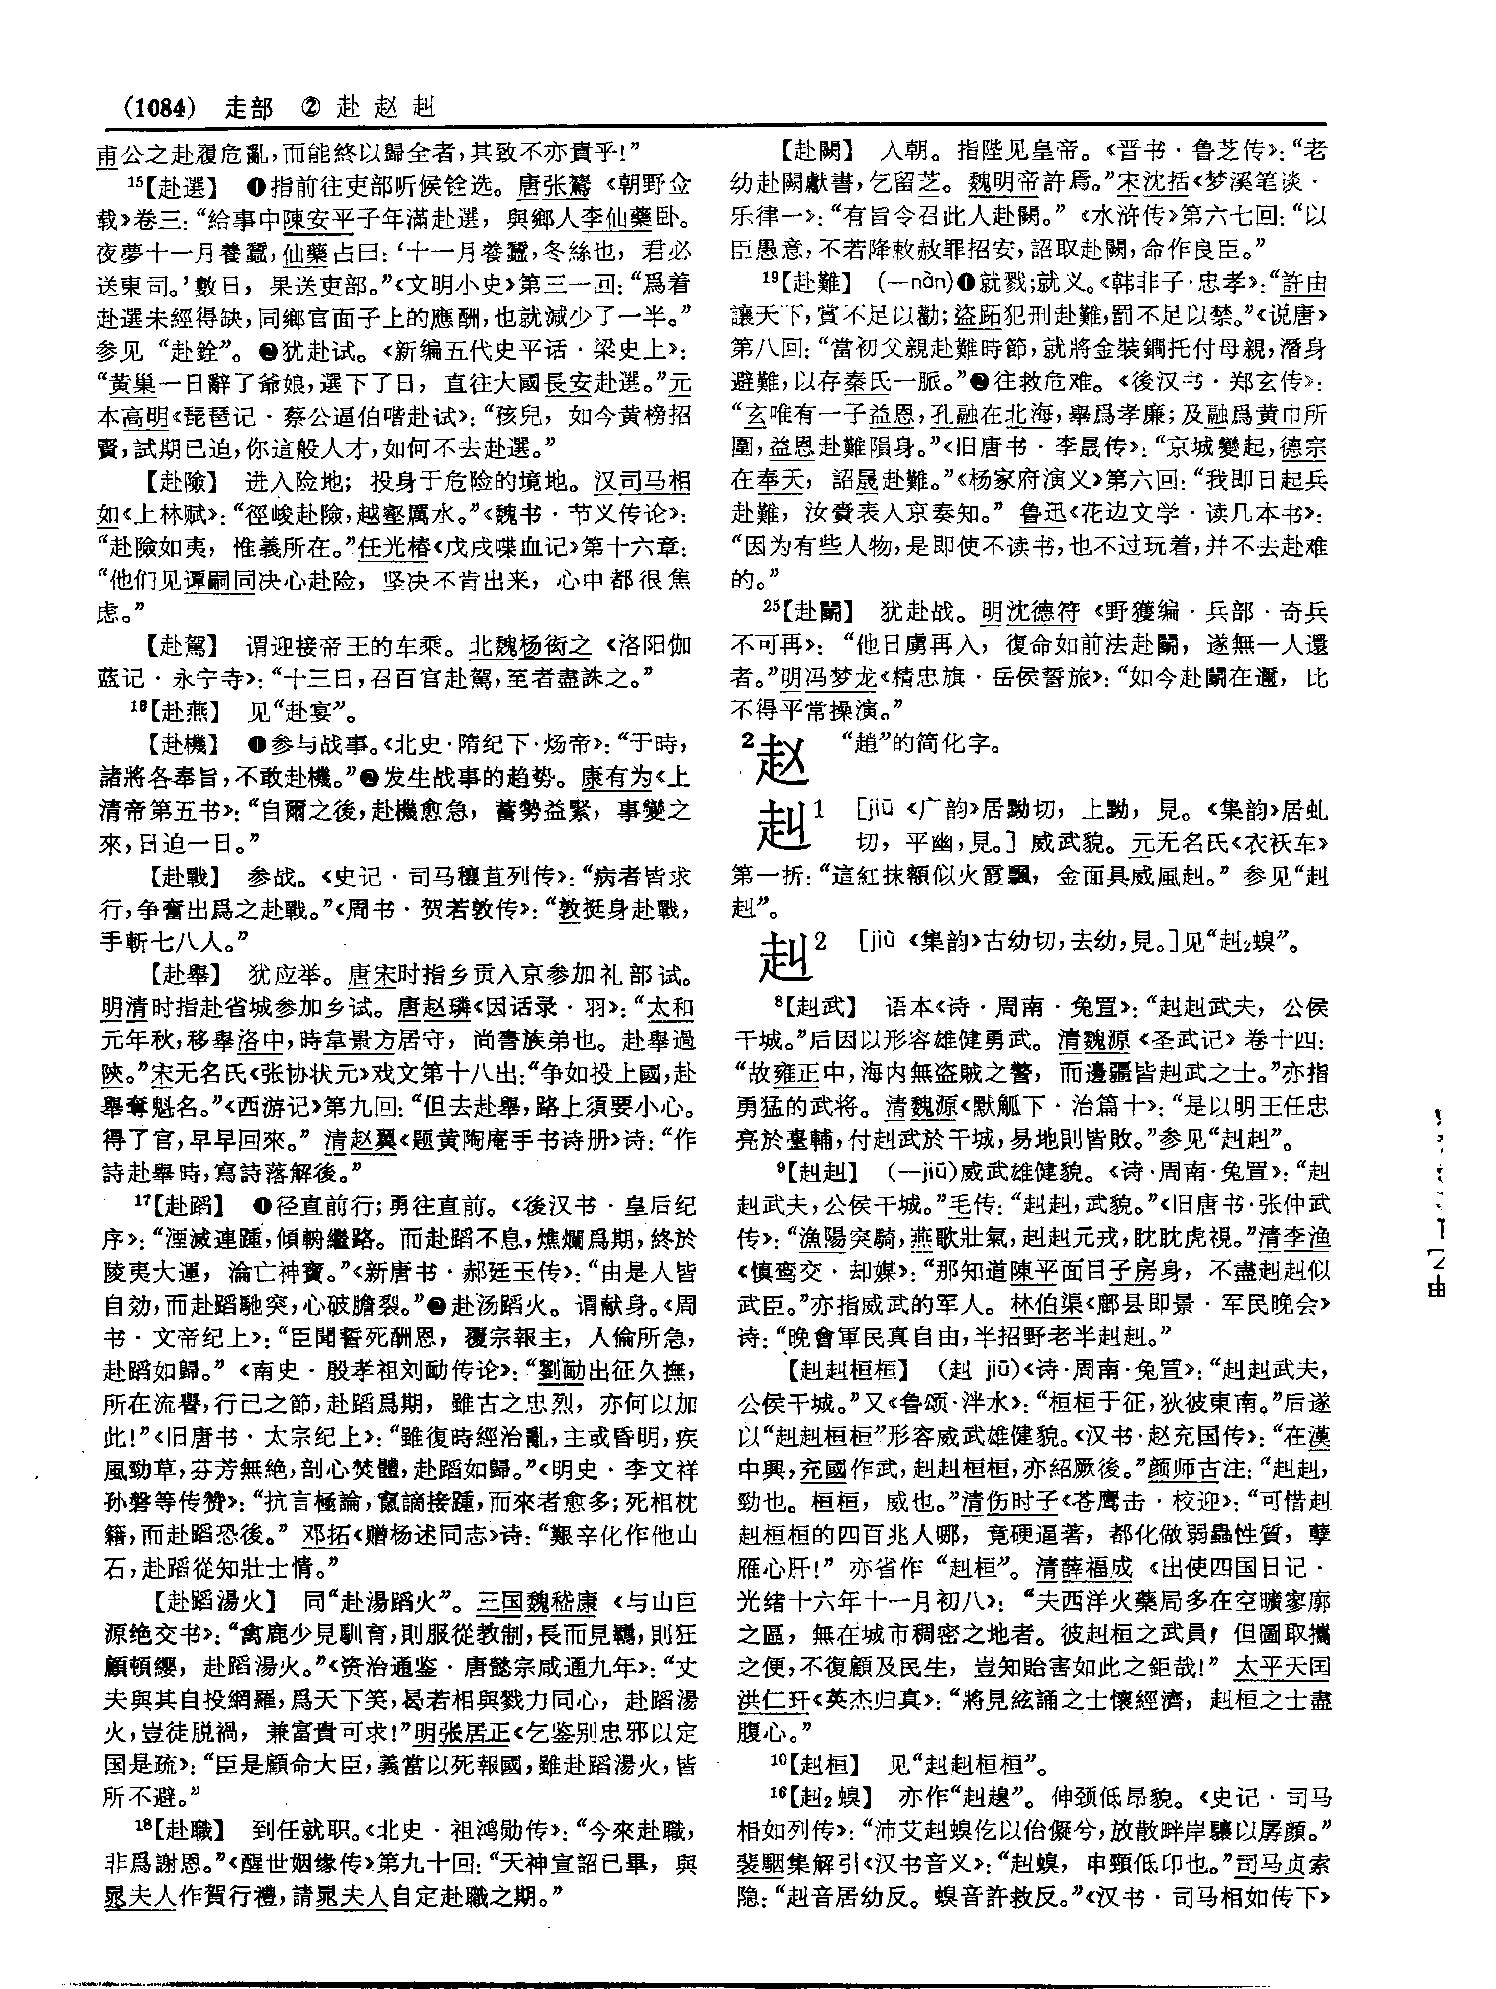 (1084) 走部 ② 赴 赵 赳
甫公之赴履危亂，而能終以歸全者，其致不亦貴乎！”
15【赴選】 ❶指前往吏部听候铨选。唐张鷟《朝野佥
载》卷三：“給事中陳安平子年滿赴選，與鄉人李仙藥卧。
夜夢十一月養蠶，仙藥占曰：‘十一月養蠶，冬絲也，君必
送東司。’數日，果送吏部。”《文明小史》第三一回：“爲着
赴選未經得缺，同鄉官面子上的應酬，也就減少了一半。”
参见“赴銓”。❷犹赴试。《新编五代史平话·梁史上》：
“黄巢一日辭了爺娘，選下了日，直往大國長安赴選。”元
本高明《琵琶记·蔡公逼伯喈赴试》：“孩兒，如今黄榜招
賢，試期已迫，你這般人才，如何不去赴選。”
【赴險】 进入险地；投身于危险的境地。汉司马相
如《上林赋》：“徑峻赴險，越壑厲水。”《魏书·节义传论》：
“赴險如夷，惟義所在。”任光椿《戊戌喋血记》第十六章：
“他们见谭嗣同决心赴险，坚决不肯出来，心中都很焦
虑。”
【赴駕】 谓迎接帝王的车乘。北魏杨衒之《洛阳伽
蓝记·永宁寺》：“十三日，召百官赴駕，至者盡誅之。”
16【赴燕】 见“赴宴”。
【赴機】 ❶参与战事。《北史·隋纪下·炀帝》：“于時，
諸將各奉旨，不敢赴機。”❷发生战事的趋势。康有为《上
清帝第五书》：“自爾之後，赴機愈急，蓄勢益緊，事變之
來，日迫一日。”
【赴戰】 参战。《史记·司马穰苴列传》：“病者皆求
行，争奮出爲之赴戰。”《周书·贺若敦传》：“敦挺身赴戰，
手斬七八人。”
【赴舉】 犹应举。唐宋时指乡贡入京参加礼部试。
明清时指赴省城参加乡试。唐赵璘《因话录·羽》：“太和
元年秋，移舉洛中，時韋景方居守，尚書族弟也。赴舉過
陝。”宋无名氏《张协状元》戏文第十八出：“争如投上國，赴
舉奪魁名。”《西游记》第九回：“但去赴舉，路上須要小心。
得了官，早早回來。”清赵翼《题黄陶庵手书诗册》诗：“作
詩赴舉時，寫詩落解後。”
17【赴蹈】 ❶径直前行；勇往直前。《後汉书·皇后纪
序》：“湮滅連踵，傾輈繼路。而赴蹈不息，燋爛爲期，終於
陵夷大運，淪亡神寳。”《新唐书·郝廷玉传》：“由是人皆
自効，而赴蹈馳突，心破膽裂。”❷赴汤蹈火。谓献身。《周
书·文帝纪上》：“臣聞誓死酬恩，覆宗報主，人倫所急，
赴蹈如歸。”《南史·殷孝祖刘勔传论》：“劉勔出征久撫，
所在流譽，行己之節，赴蹈爲期，雖古之忠烈，亦何以加
此！”《旧唐书·太宗纪上》：“雖復時經治亂，主或昏明，疾
風勁草，芬芳無絶，剖心焚體，赴蹈如歸。”《明史·李文祥
孙磐等传赞》：“抗言極論，竄謫接踵，而來者愈多；死相枕
籍，而赴蹈恐後。”邓拓《赠杨述同志》诗：“艱辛化作他山
石，赴蹈從知壯士情。”
【赴蹈湯火】 同“赴湯蹈火”。三国魏嵇康《与山巨
源绝交书》：“禽鹿少見馴育，則服從教制，長而見羈，則狂
顧頓纓，赴蹈湯火。”《资治通鉴·唐懿宗咸通九年》：“丈
夫與其自投網羅，爲天下笑，曷若相與戮力同心，赴蹈湯
火，豈徒脱禍，兼富貴可求！”明张居正《乞鉴别忠邪以定
国是疏》：“臣是顧命大臣，義當以死報國，雖赴蹈湯火，皆
所不避。”
18【赴職】 到任就职。《北史·祖鸿勋传》：“今來赴職，
非爲謝恩。”《醒世姻缘传》第九十回：“天神宣詔已畢，與
晁夫人作賀行禮，請晁夫人自定赴職之期。”
【赴闕】 入朝。指陛见皇帝。《晋书·鲁芝传》：“老
幼赴闕獻書，乞留芝。魏明帝許焉。”宋沈括《梦溪笔谈·
乐律一》：“有旨令召此人赴闕。”《水浒传》第六七回：“以
臣愚意，不若降敕赦罪招安，詔取赴闕，命作良臣。”
19【赴難】 （—nàn）❶就戮；就义。《韩非子·忠孝》：“許由
讓天下，賞不足以勸；盜跖犯刑赴難，罰不足以禁。”《说唐》
第八回：“當初父親赴難時節，就將金裝鐧托付母親，潛身
避難，以存秦氏一脈。”❷往救危难。《後汉书·郑玄传》：
“玄唯有一子益恩，孔融在北海，舉爲孝廉；及融爲黄巾所
圍，益恩赴難隕身。”《旧唐书·李晟传》：“京城變起，德宗
在奉天，詔晟赴難。”《杨家府演义》第六回：“我即日起兵
赴難，汝賫表入京奏知。”鲁迅《花边文学·读几本书》：
“因为有些人物，是即使不读书，也不过玩着，并不去赴难
的。”
25【赴鬭】 犹赴战。明沈德符《野獲编·兵部·奇兵
不可再》：“他日虜再入，復命如前法赴鬭，遂無一人還
者。”明冯梦龙《精忠旗·岳侯誓旅》：“如今赴鬭在邇，比
不得平常操演。”
2赵 “趙”的简化字。
赳1 ［jiū 《广韵》居黝切，上黝，見。《集韵》居虬
切，平幽，見。］威武貌。元无名氏《衣袄车》
第一折：“這紅抹額似火霞飄，金面具威風赳。”参见“赳
赳”。
赳2 ［jiù 《集韵》古幼切，去幼，見。］见“赳2螑”。
8【赳武】 语本《诗·周南·兔罝》：“赳赳武夫，公侯
干城。”后因以形容雄健勇武。清魏源《圣武记》卷十四：
“故雍正中，海内無盜賊之警，而邊疆皆赳武之士。”亦指
勇猛的武将。清魏源《默觚下·治篇十》：“是以明王任忠
亮於臺輔，付赳武於干城，易地則皆敗。”参见“赳赳”。
9【赳赳】 （—jiū）威武雄健貌。《诗·周南·兔罝》：“赳
赳武夫，公侯干城。”毛传：“赳赳，武貌。”《旧唐书·张仲武
传》：“漁陽突騎，燕歌壯氣，赳赳元戎，眈眈虎視。”清李渔
《慎鸾交·却媒》：“那知道陳平面目子房身，不盡赳赳似
武臣。”亦指威武的军人。林伯渠《鄜县即景·军民晚会》
诗：“晚會軍民真自由，半招野老半赳赳。”
【赳赳桓桓】 （赳 jiū）《诗·周南·兔罝》：“赳赳武夫，
公侯干城。”又《鲁颂·泮水》：“桓桓于征，狄彼東南。”后遂
以“赳赳桓桓”形容威武雄健貌。《汉书·赵充国传》：“在漢
中興，充國作武，赳赳桓桓，亦紹厥後。”颜师古注：“赳赳，
勁也。桓桓，威也。”清伤时子《苍鹰击·校迎》：“可惜赳
赳桓桓的四百兆人哪，竟硬逼著，都化做弱蟲性質，孽
雁心肝！”亦省作“赳桓”。清薛福成《出使四国日记·
光绪十六年十一月初八》：“夫西洋火藥局多在空曠寥廓
之區，無在城市稠密之地者。彼赳桓之武員，但圖取攜
之便，不復顧及民生，豈知貽害如此之鉅哉！”太平天囯
洪仁玕《英杰归真》：“將見絃誦之士懷經濟，赳桓之士盡
腹心。”
10【赳桓】 见“赳赳桓桓”。
16【赳2螑】 亦作“赳趮”。伸颈低昂貌。《史记·司马
相如列传》：“沛艾赳螑仡以佁儗兮，放散畔岸驤以孱顔。”
裴駰集解引《汉书音义》：“赳螑，申頸低卬也。”司马贞索
隐：“赳音居幼反。螑音許救反。”《汉书·司马相如传下》